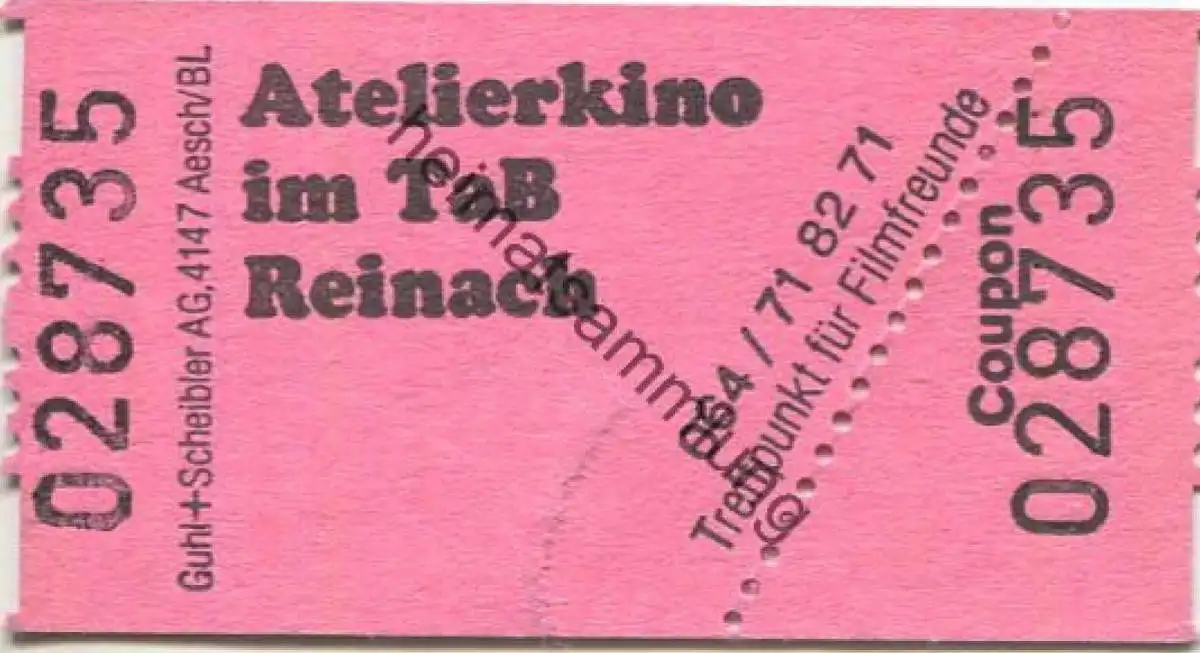 028735
Guhl+Scheibler AG, 4147 Aesch/BL
Atelierkino
im TaB
Reinach
064 / 71 82 71
Treffpunkt für Filmfreunde
Coupon
028735
heimatsammlung